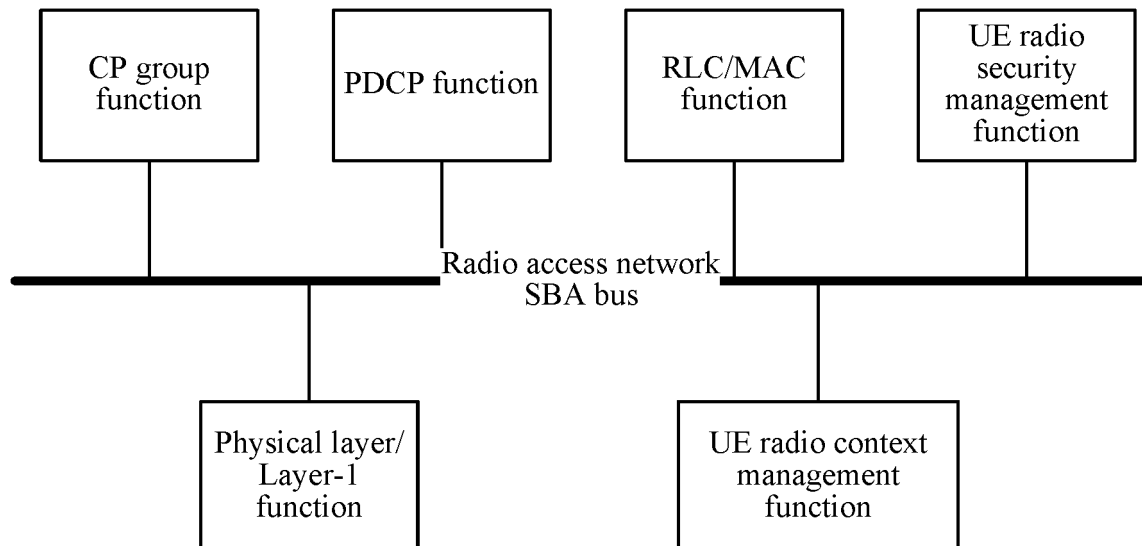 CP group
function
PDCP function
RLC/MAC
function
UE radio
security
management
function
Radio access network
SBA bus
Physical layer/
Layer-1
function
UE radio context
management
function